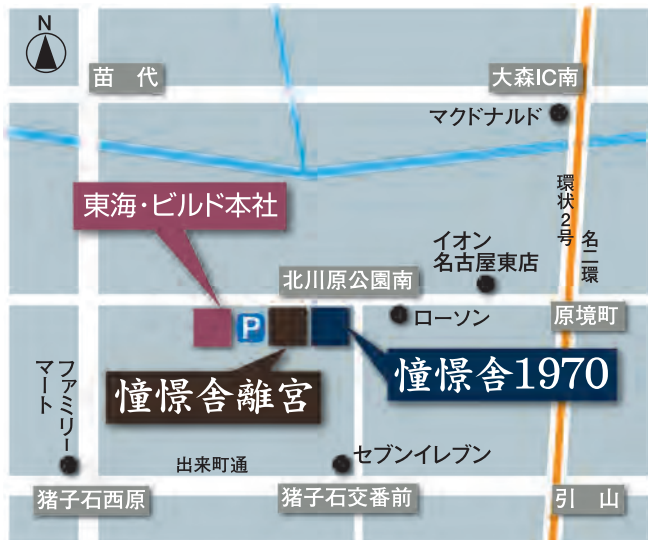 N
苗 代
大森IC南
マクドナルド
環状2号
名二環
東海・ビルド本社
イオン
名古屋東店
北川原公園南
P
ローソン
原境町
憧憬舎1970
憧憬舎離宮
ファミリー
マート
出来町通
セブンイレブン
猪子石西原
猪子石交番前
引 山